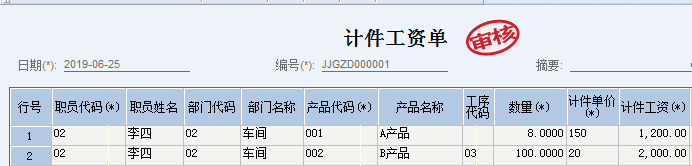 计件工资单 审核
日期(*): 2019-06-25 编号(*): JJGZD000001 摘要:
行号 职员代码(*) 职员姓名 部门代码 部门名称 产品代码(*) 产品名称 工序代码 数量(*) 计件单价(*) 计件工资(*)
1 02 李四 02 车间 001 A产品 8.0000 150 1,200.00
2 02 李四 02 车间 002 B产品 03 100.0000 20 2,000.00